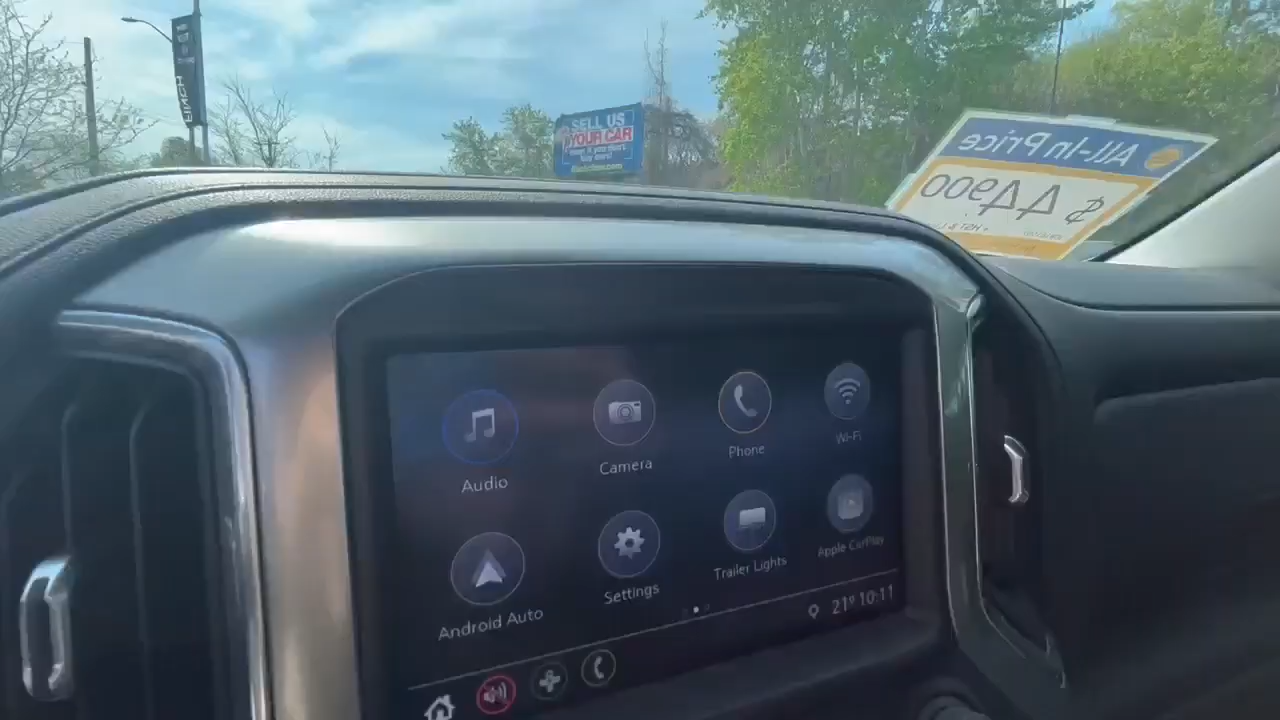 FINCH
SELL US
YOUR CAR
All-In Price
$ 44900
Audio
Camera
Phone
Wi-Fi
Android Auto
Settings
Trailer Lights
Apple CarPlay
21° 10:11